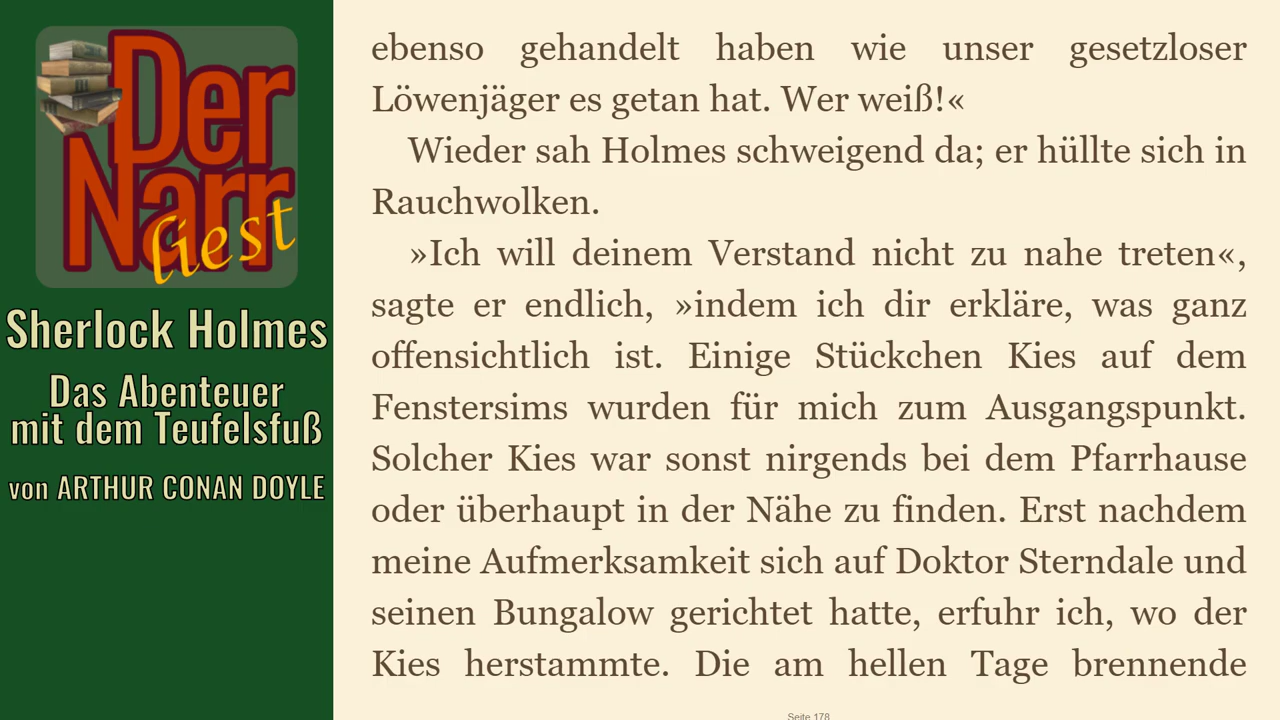 Der
Narr
liest
Sherlock Holmes
Das Abenteuer
mit dem Teufelsfuß
von ARTHUR CONAN DOYLE
ebenso gehandelt haben wie unser gesetzloser
Löwenjäger es getan hat. Wer weiß!«
Wieder sah Holmes schweigend da; er hüllte sich in
Rauchwolken.
»Ich will deinem Verstand nicht zu nahe treten«,
sagte er endlich, »indem ich dir erkläre, was ganz
offensichtlich ist. Einige Stückchen Kies auf dem
Fenstersims wurden für mich zum Ausgangspunkt.
Solcher Kies war sonst nirgends bei dem Pfarrhause
oder überhaupt in der Nähe zu finden. Erst nachdem
meine Aufmerksamkeit sich auf Doktor Sterndale und
seinen Bungalow gerichtet hatte, erfuhr ich, wo der
Kies herstammte. Die am hellen Tage brennende
Seite 178